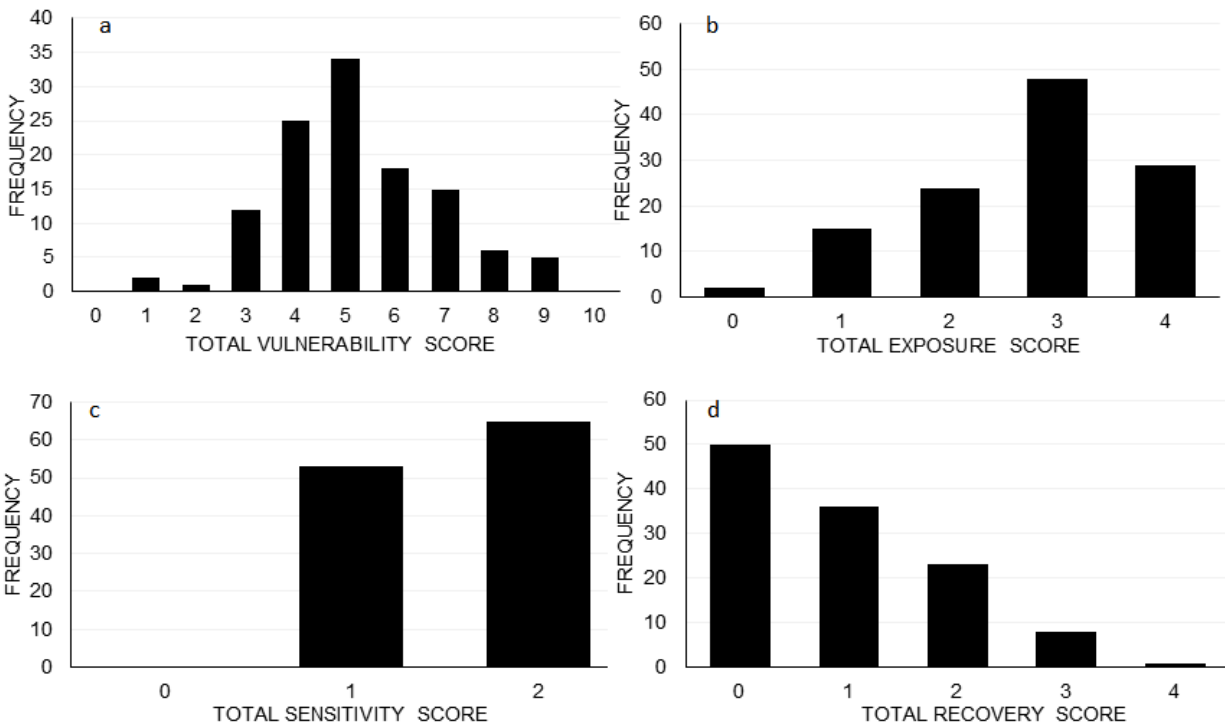 a
40
35
30
25
20
15
10
5
0
FREQUENCY
0 1 2 3 4 5 6 7 8 9 10
TOTAL VULNERABILITY SCORE
b
60
50
40
30
20
10
0
FREQUENCY
0 1 2 3 4
TOTAL EXPOSURE SCORE
c
70
60
50
40
30
20
10
0
FREQUENCY
0 1 2
TOTAL SENSITIVITY SCORE
d
60
50
40
30
20
10
0
FREQUENCY
0 1 2 3 4
TOTAL RECOVERY SCORE